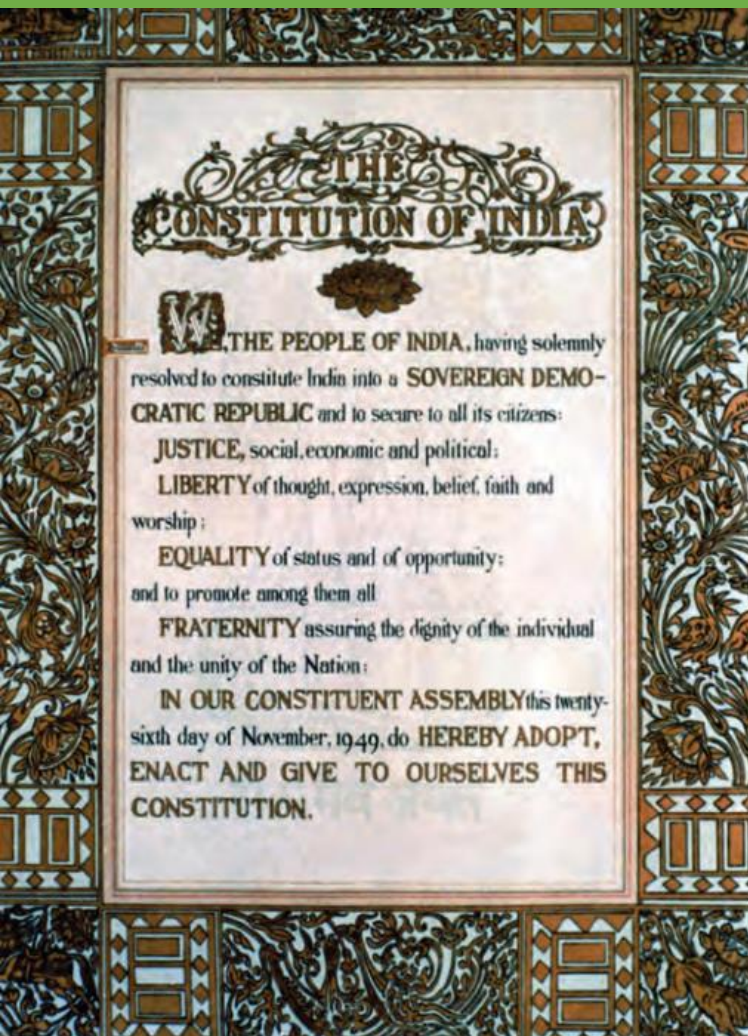 THE
CONSTITUTION OF INDIA
WE, THE PEOPLE OF INDIA, having solemnly
resolved to constitute India into a SOVEREIGN DEMO-
CRATIC REPUBLIC and to secure to all its citizens:
JUSTICE, social, economic and political;
LIBERTY of thought, expression, belief, faith and
worship;
EQUALITY of status and of opportunity;
and to promote among them all
FRATERNITY assuring the dignity of the individual
and the unity of the Nation;
IN OUR CONSTITUENT ASSEMBLY this twenty-
sixth day of November, 1949, do HEREBY ADOPT,
ENACT AND GIVE TO OURSELVES THIS
CONSTITUTION.